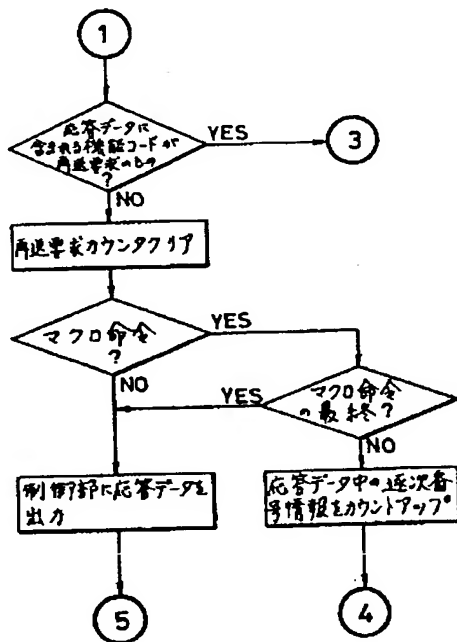 1
応答データに
含まれる機能コードが
再送要求のもの
?
YES
3
NO
再送要求カウンタクリア
マクロ命令
?
YES
NO
YES
マクロ命令
の最終?
NO
制御部に応答データを
出力
応答データ中の逐次番
号情報をカウントアップ
5
4